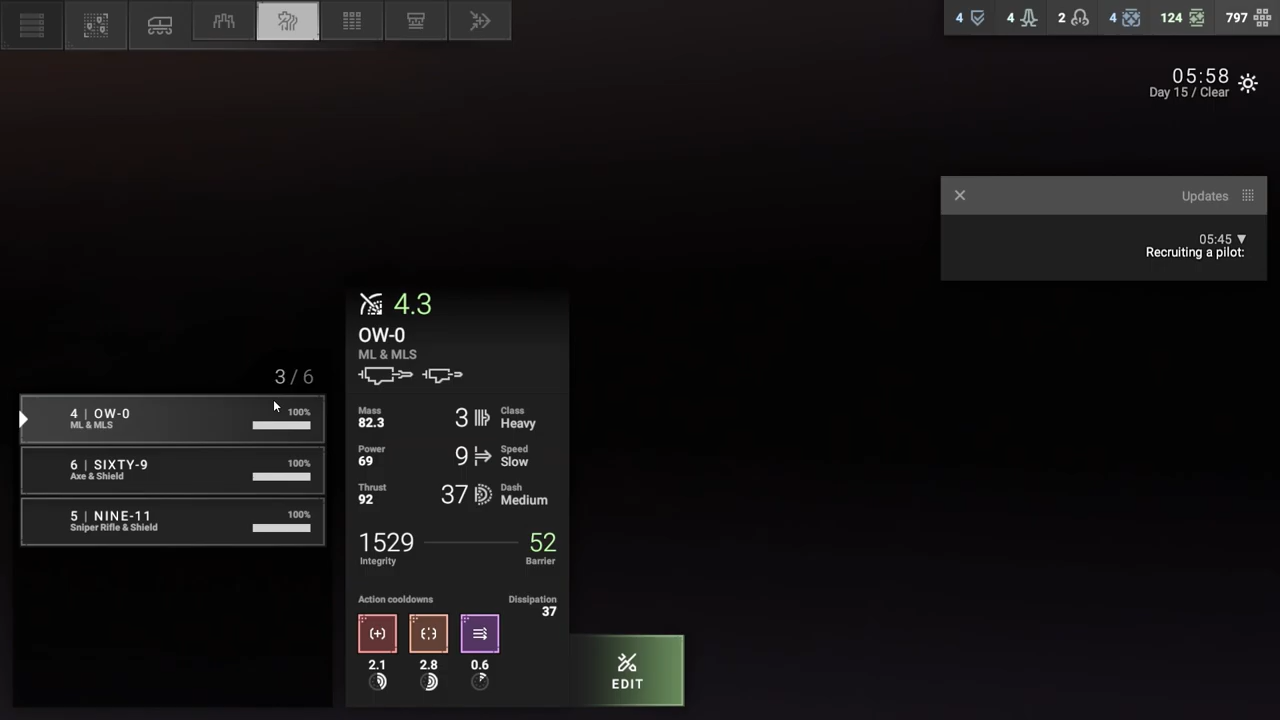 4 4 2 4 124 797
05:58
Day 15 / Clear
Updates
05:45
Recruiting a pilot:
3 / 6
4 | OW-0 100%
ML & MLS
6 | SIXTY-9 100%
Axe & Shield
5 | NINE-11 100%
Sniper Rifle & Shield
4.3
OW-0
ML & MLS
Mass 3 Class
82.3 Heavy
Power 9 Speed
69 Slow
Thrust 37 Dash
92 Medium
1529 52
Integrity Barrier
Action cooldowns Dissipation
37
2.1 2.8 0.6
EDIT